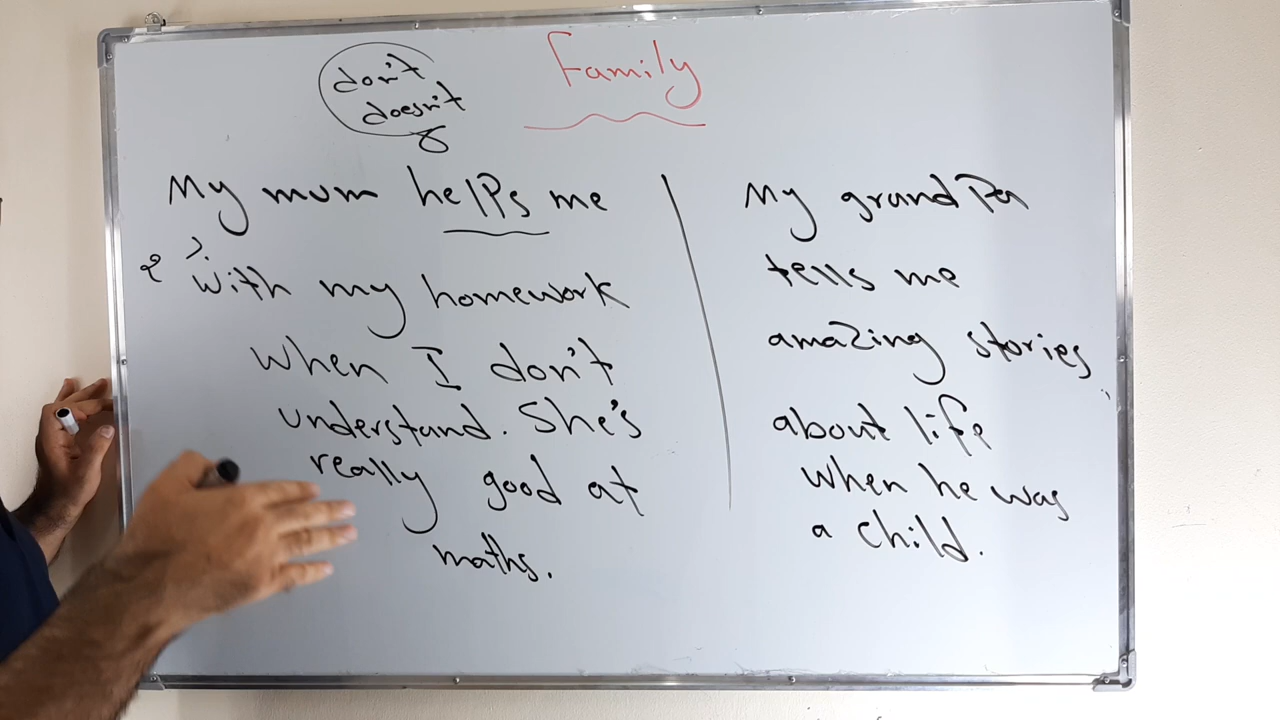 Family
don't
doesn't
My mum helps me
with my homework
when I don't
understand. She's
really good at
maths.
My grandpa
tells me
amazing stories
about life
when he was
a child.